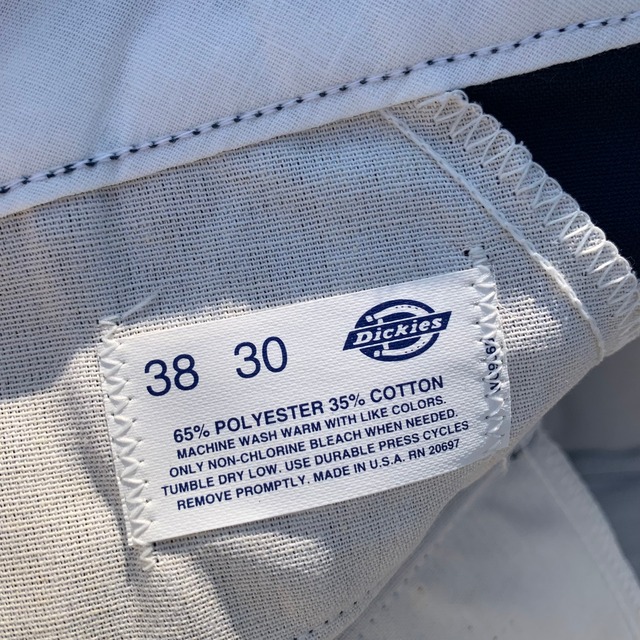 38 30
Dickies
65% POLYESTER 35% COTTON
MACHINE WASH WARM WITH LIKE COLORS.
ONLY NON-CHLORINE BLEACH WHEN NEEDED.
TUMBLE DRY LOW. USE DURABLE PRESS CYCLES
REMOVE PROMPTLY. MADE IN U.S.A. RN 20697